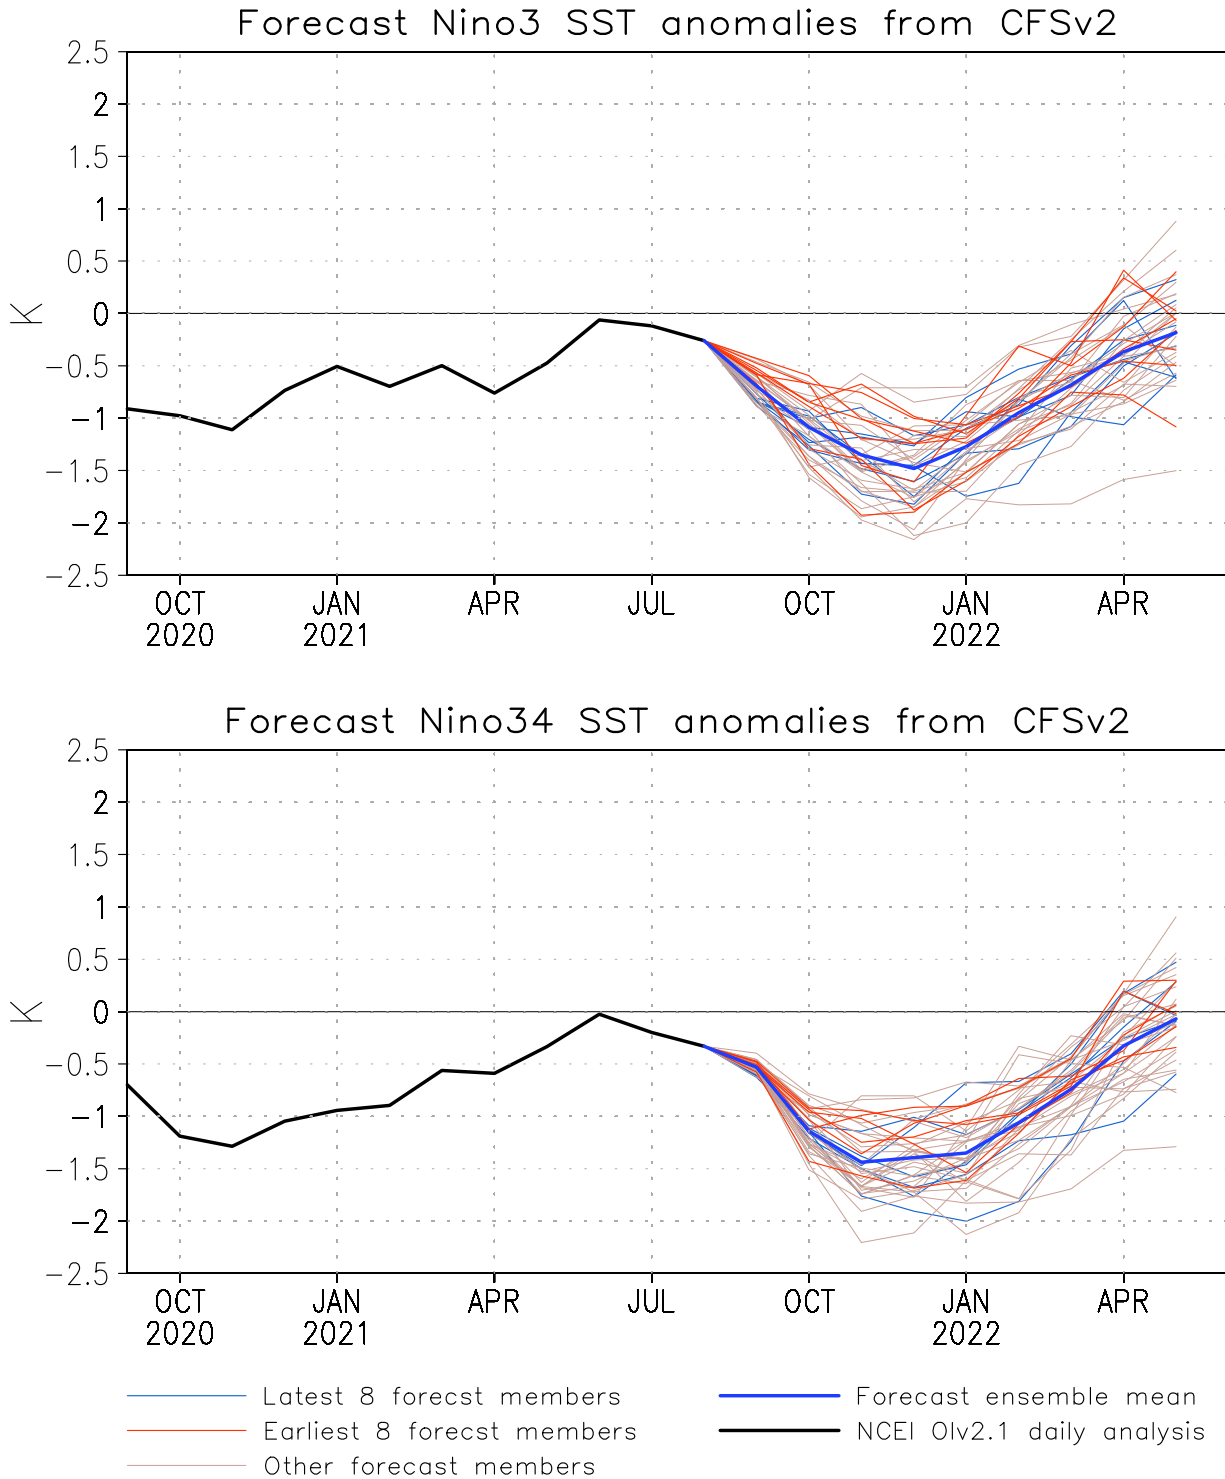 Forecast Nino3 SST anomalies from CFSv2
2.5
2
1.5
1
0.5
0
-0.5
-1
-1.5
-2
-2.5
K
OCT JAN APR JUL OCT JAN APR
2020 2021 2022
Forecast Nino34 SST anomalies from CFSv2
2.5
2
1.5
1
0.5
0
-0.5
-1
-1.5
-2
-2.5
K
OCT JAN APR JUL OCT JAN APR
2020 2021 2022
Latest 8 forecst members
Earliest 8 forecst members
Other forecast members
Forecast ensemble mean
NCEI OIv2.1 daily analysis